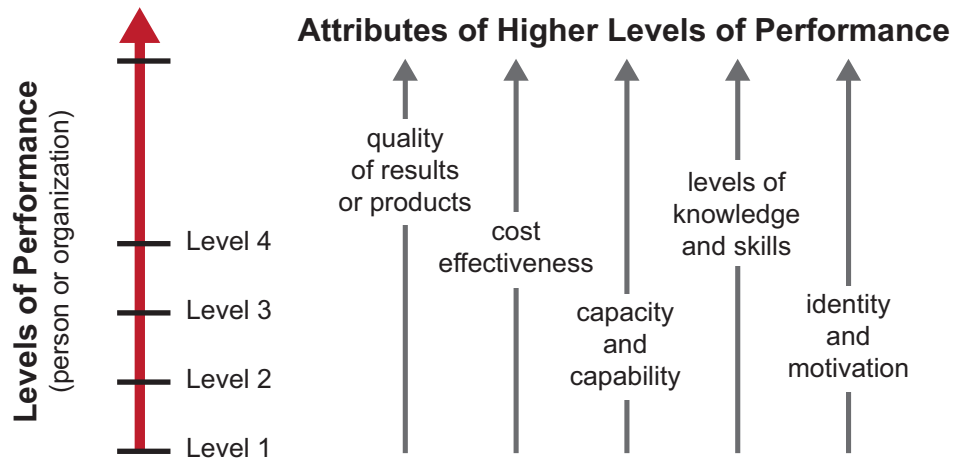 Attributes of Higher Levels of Performance
Levels of Performance
(person or organization)
Level 4
Level 3
Level 2
Level 1
quality
of results
or products
cost
effectiveness
capacity
and
capability
levels of
knowledge
and skills
identity
and
motivation